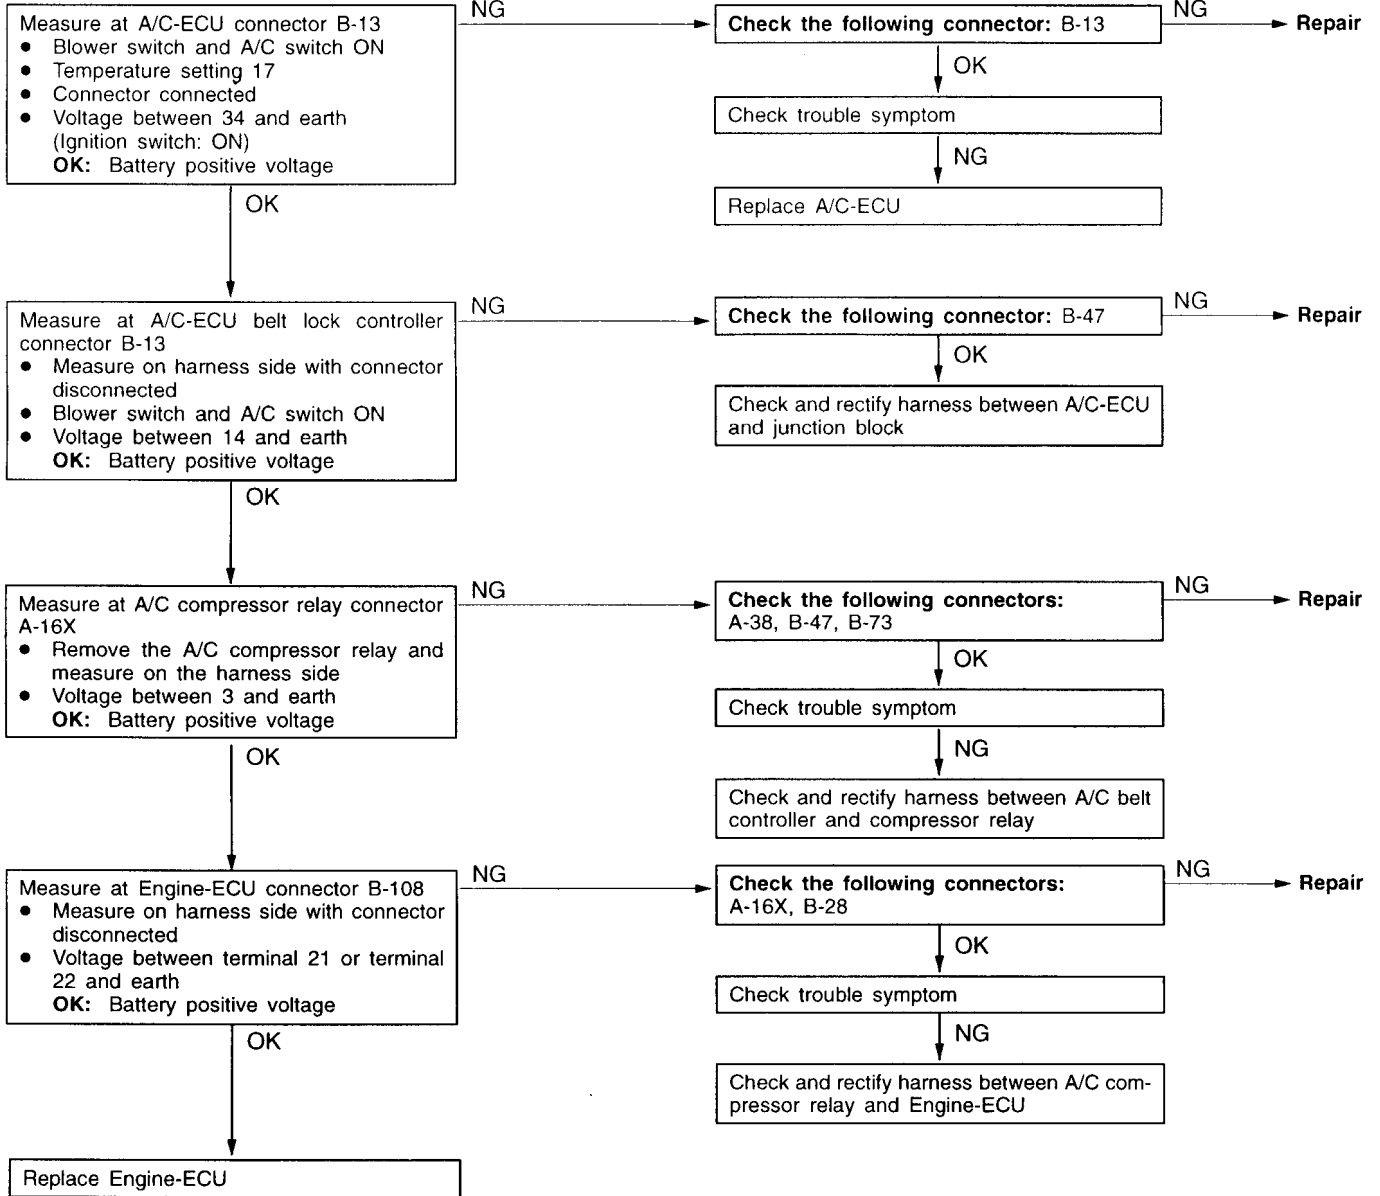 Measure at A/C-ECU connector B-13
● Blower switch and A/C switch ON
● Temperature setting 17
● Connector connected
● Voltage between 34 and earth
(Ignition switch: ON)
OK: Battery positive voltage
NG
Check the following connector: B-13
NG
Repair
OK
Check trouble symptom
NG
Replace A/C-ECU
OK
Measure at A/C-ECU belt lock controller
connector B-13
● Measure on harness side with connector
disconnected
● Blower switch and A/C switch ON
● Voltage between 14 and earth
OK: Battery positive voltage
NG
Check the following connector: B-47
NG
Repair
OK
Check and rectify harness between A/C-ECU
and junction block
OK
Measure at A/C compressor relay connector
A-16X
● Remove the A/C compressor relay and
measure on the harness side
● Voltage between 3 and earth
OK: Battery positive voltage
NG
Check the following connectors:
A-38, B-47, B-73
NG
Repair
OK
Check trouble symptom
NG
Check and rectify harness between A/C belt
controller and compressor relay
OK
Measure at Engine-ECU connector B-108
● Measure on harness side with connector
disconnected
● Voltage between terminal 21 or terminal
22 and earth
OK: Battery positive voltage
NG
Check the following connectors:
A-16X, B-28
NG
Repair
OK
Check trouble symptom
NG
Check and rectify harness between A/C com-
pressor relay and Engine-ECU
OK
Replace Engine-ECU